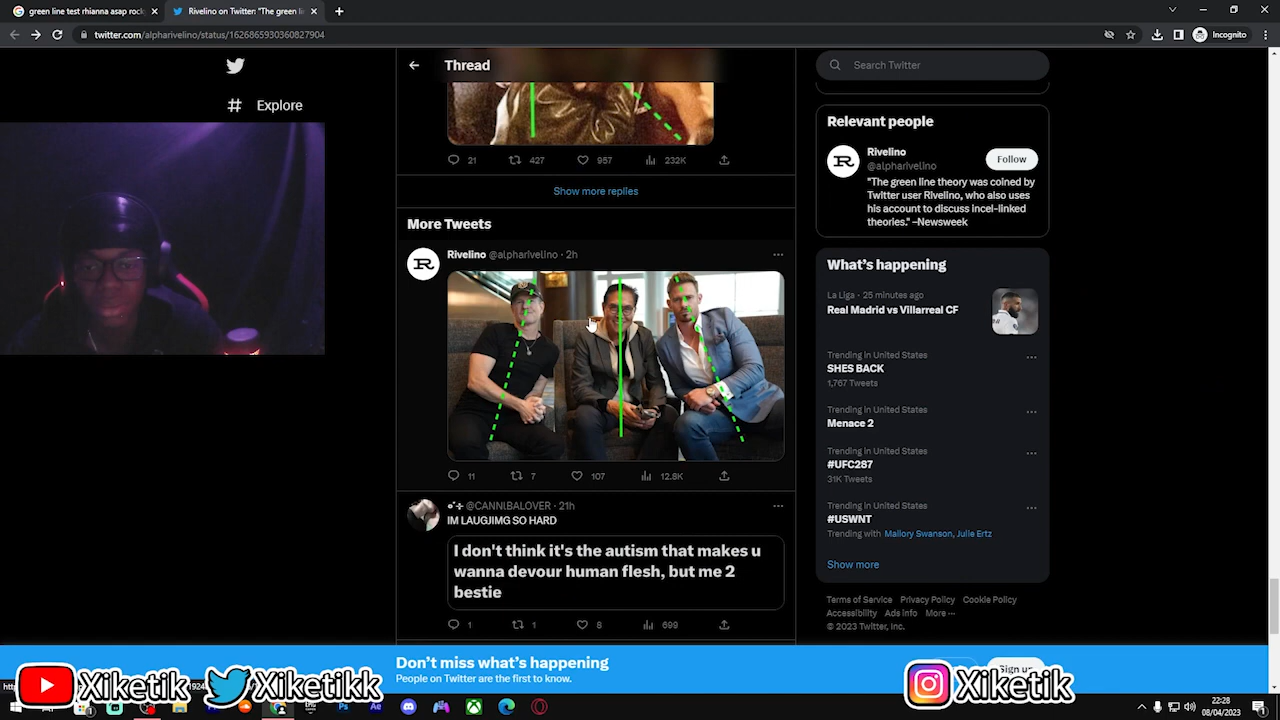 green line test rhianna asap rock
Rivelino on Twitter: "The green li
twitter.com/alpharivelino/status/1626865930360827904
Incognito
Explore
Thread
21 427 957 232K
Show more replies
More Tweets
Rivelino @alpharivelino · 2h
11 7 107 12.8K
@CANNIBALOVER · 21h
IM LAUGJIMG SO HARD
I don't think it's the autism that makes u
wanna devour human flesh, but me 2
bestie
1 1 8 699
Search Twitter
Relevant people
Rivelino
@alpharivelino
Follow
"The green line theory was coined by
Twitter user Rivelino, who also uses
his account to discuss incel-linked
theories." –Newsweek
What's happening
La Liga · 25 minutes ago
Real Madrid vs Villarreal CF
Trending in United States
SHES BACK
1,767 Tweets
Trending in United States
Menace 2
Trending in United States
#UFC287
31K Tweets
Trending in United States
#USWNT
Trending with Mallory Swanson, Julie Ertz
Show more
Terms of Service Privacy Policy Cookie Policy
Accessibility Ads info More ···
© 2023 Twitter, Inc.
Don't miss what's happening
People on Twitter are the first to know.
Sign up
Xiketik
Xiketikk
Xiketik
22:28
08/04/2023